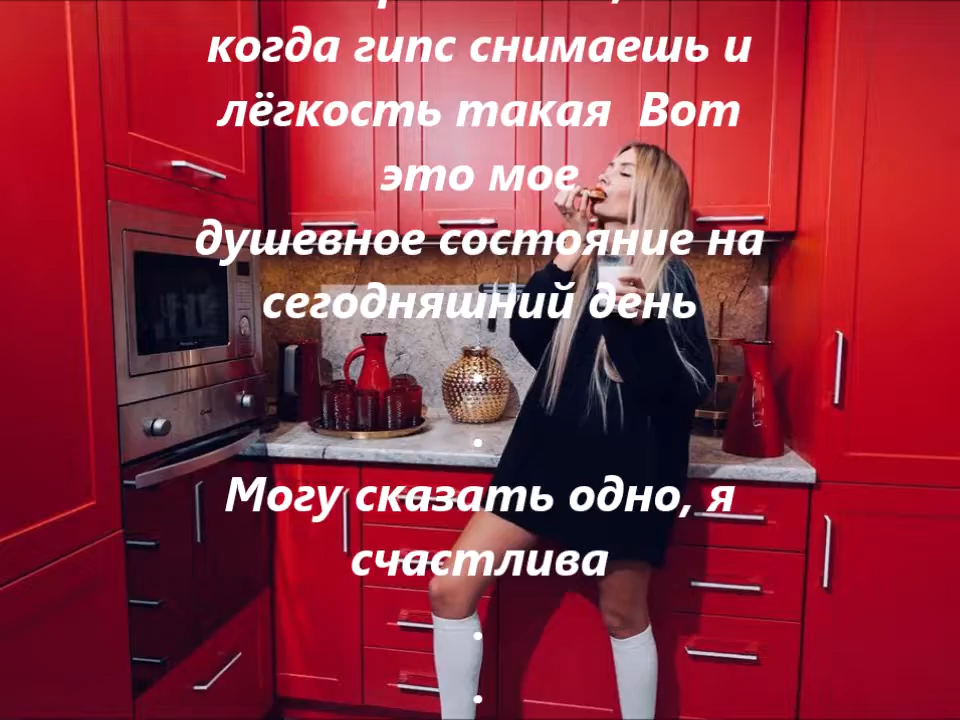 когда гипс снимаешь и
лёгкость такая Вот
это мое
душевное состояние на
сегодняшний день
.
Могу сказать одно, я
счастлива
.
.